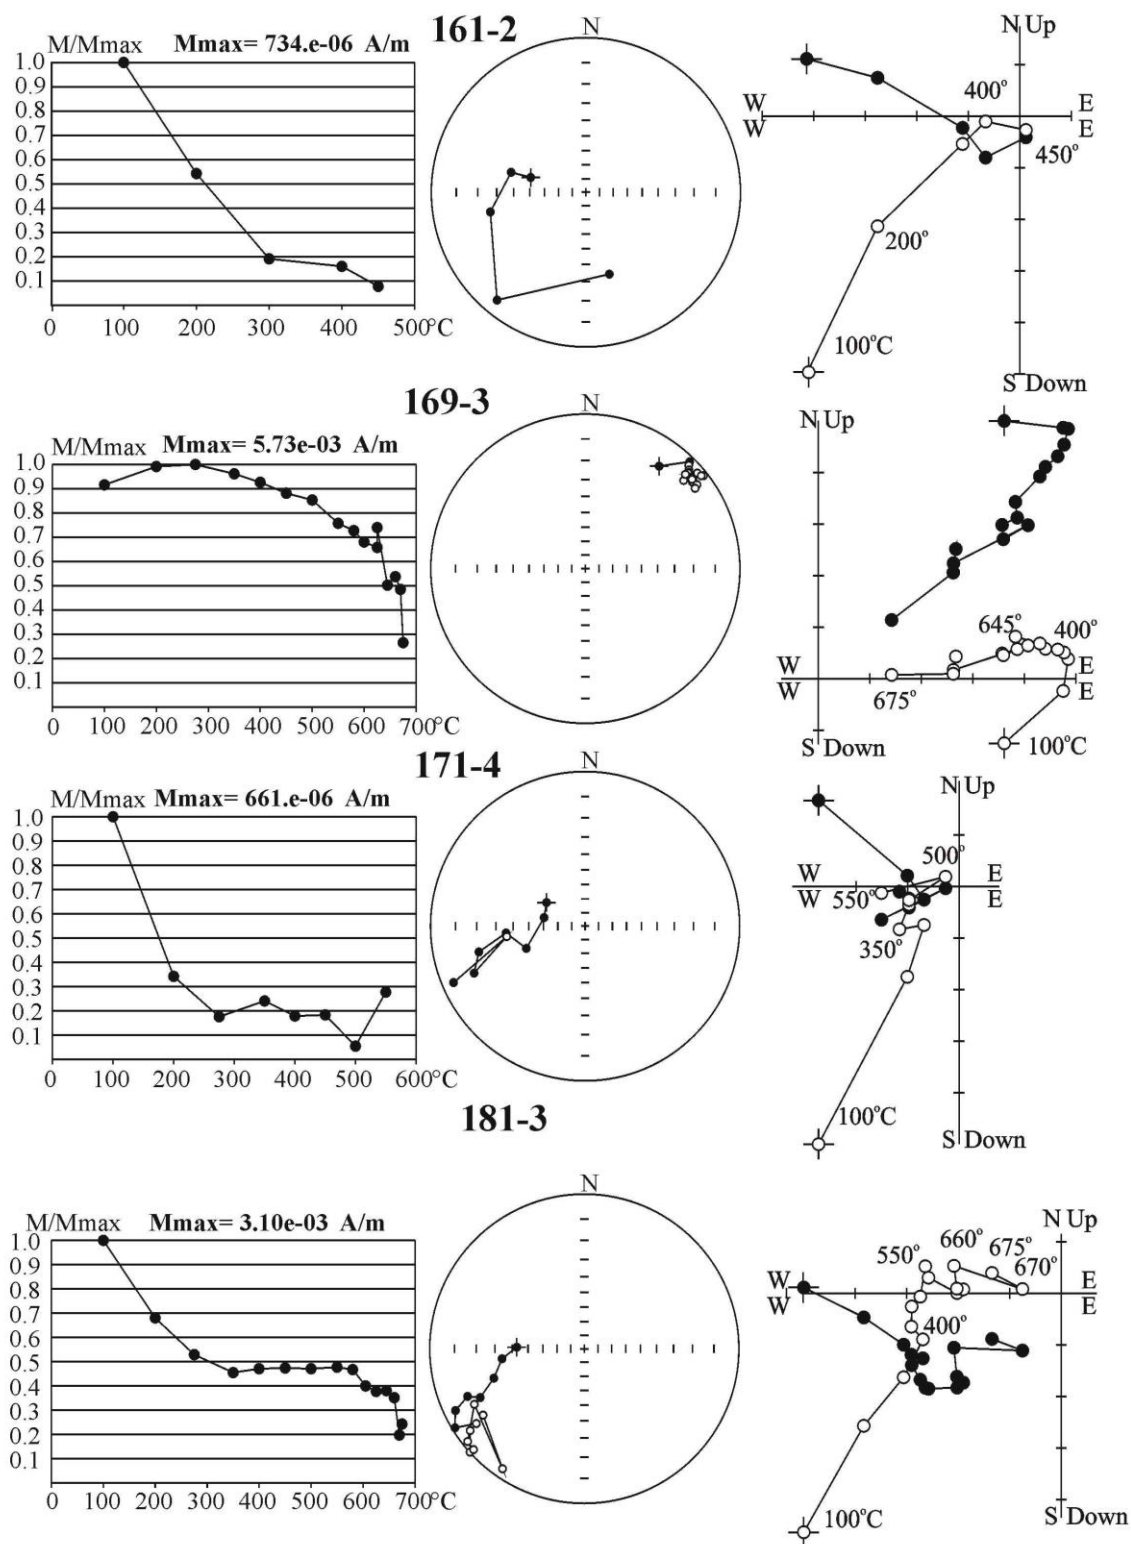 161-2
M/Mmax Mmax= 734.e-06 A/m
1.0
0.9
0.8
0.7
0.6
0.5
0.4
0.3
0.2
0.1
0 100 200 300 400 500°C
N
N Up
W E
W E
400°
450°
200°
100°C
S Down
169-3
M/Mmax Mmax= 5.73e-03 A/m
1.0
0.9
0.8
0.7
0.6
0.5
0.4
0.3
0.2
0.1
0 100 200 300 400 500 600 700°C
N
N Up
645° 400°
W E
W E
675°
S Down 100°C
171-4
M/Mmax Mmax= 661.e-06 A/m
1.0
0.9
0.8
0.7
0.6
0.5
0.4
0.3
0.2
0.1
0 100 200 300 400 500 600°C
N
N Up
500°
W E
W E
550°
350°
100°C
S Down
181-3
M/Mmax Mmax= 3.10e-03 A/m
1.0
0.9
0.8
0.7
0.6
0.5
0.4
0.3
0.2
0.1
0 100 200 300 400 500 600 700°C
N
N Up
550° 660° 675°
670°
W E
W E
400°
100°C
S Down